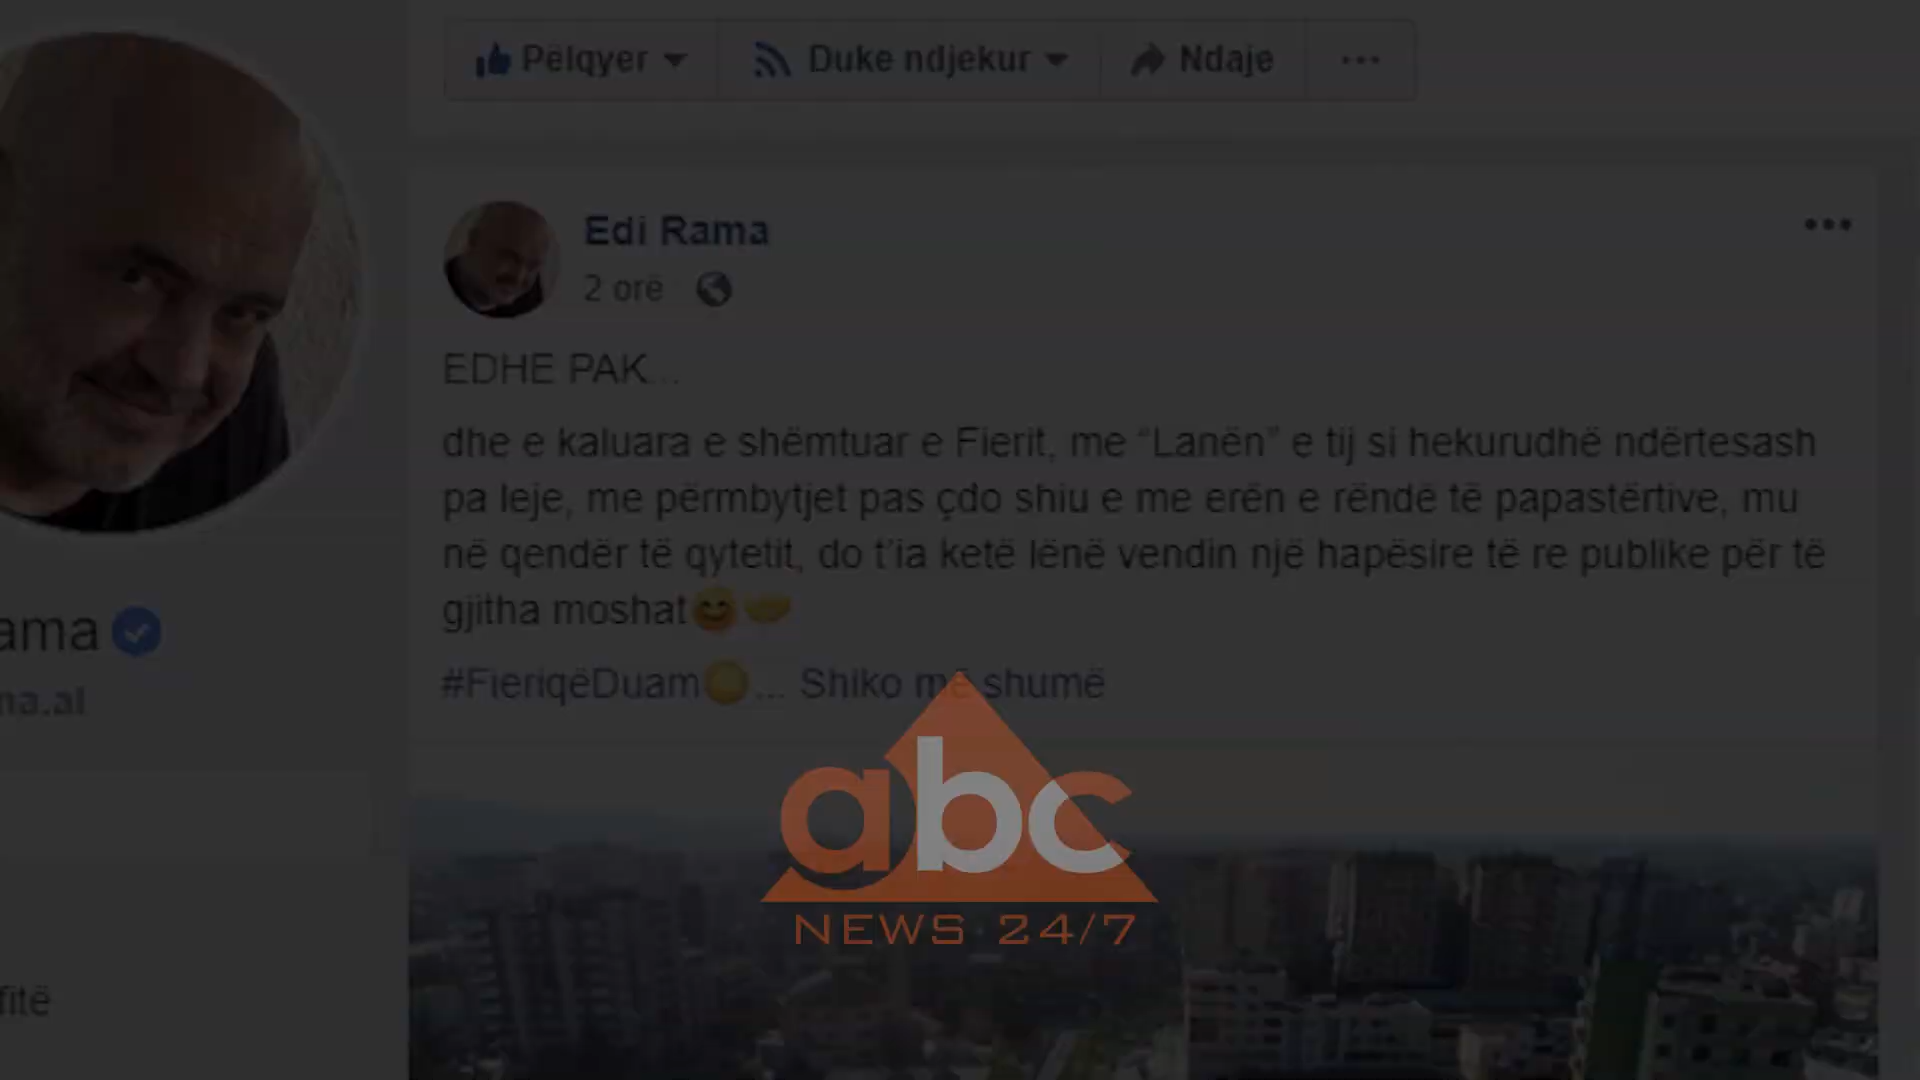 Pëlqyer
Duke ndjekur
Ndaje
Edi Rama
2 orë
EDHE PAK...
dhe e kaluara e shëmtuar e Fierit, me “Lanën” e tij si hekurudhë ndërtesash
pa leje, me përmbytjet pas çdo shiu e me erën e rëndë të papastërtive, mu
në qendër të qytetit, do t’ia ketë lënë vendin një hapësire të re publike për të
gjitha moshat😊🤝
#FieriqëDuam🟡... Shiko më shumë
ama
na.al
fitë
abc
NEWS 24/7